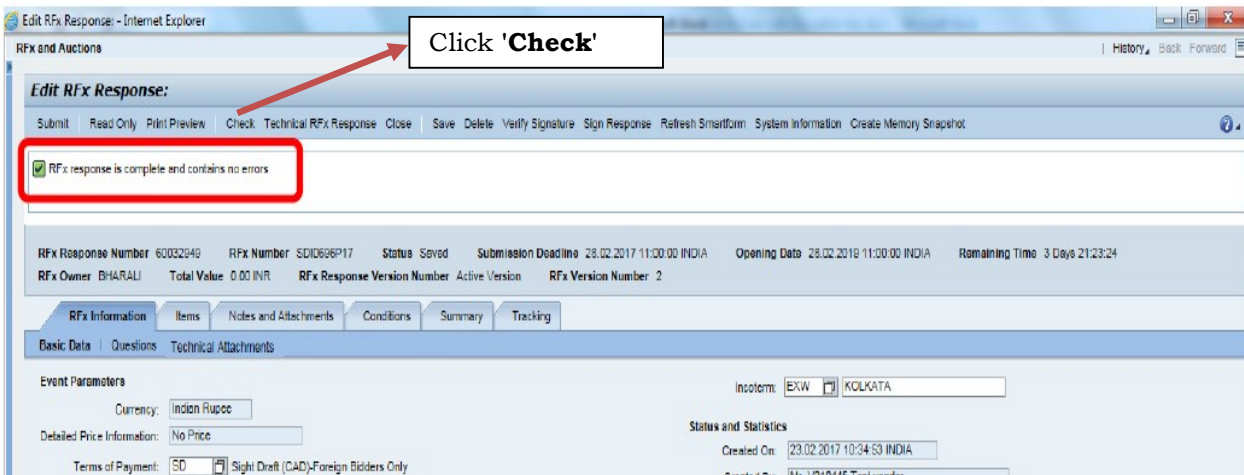 Edit RFx Response: - Internet Explorer
Click 'Check'
RFx and Auctions
History Back Forward
Edit RFx Response:
Submit Read Only Print Preview Check Technical RFx Response Close Save Delete Verify Signature Sign Response Refresh Smartform System Information Create Memory Snapshot
RFx response is complete and contains no errors
RFx Response Number 60032949 RFx Number SDI0696P17 Status Saved Submission Deadline 28.02.2017 11:00:00 INDIA Opening Date 28.02.2019 11:00:00 INDIA Remaining Time 3 Days 21:23:24
RFx Owner BHARALI Total Value 0.00 INR RFx Response Version Number Active Version RFx Version Number 2
RFx Information Items Notes and Attachments Conditions Summary Tracking
Basic Data Questions Technical Attachments
Event Parameters
Incoterm: EXW KOLKATA
Currency: Indian Rupee
Status and Statistics
Detailed Price Information: No Price
Created On: 23.02.2017 10:34:53 INDIA
Terms of Payment: SD Sight Draft (CAD)-Foreign Bidders Only